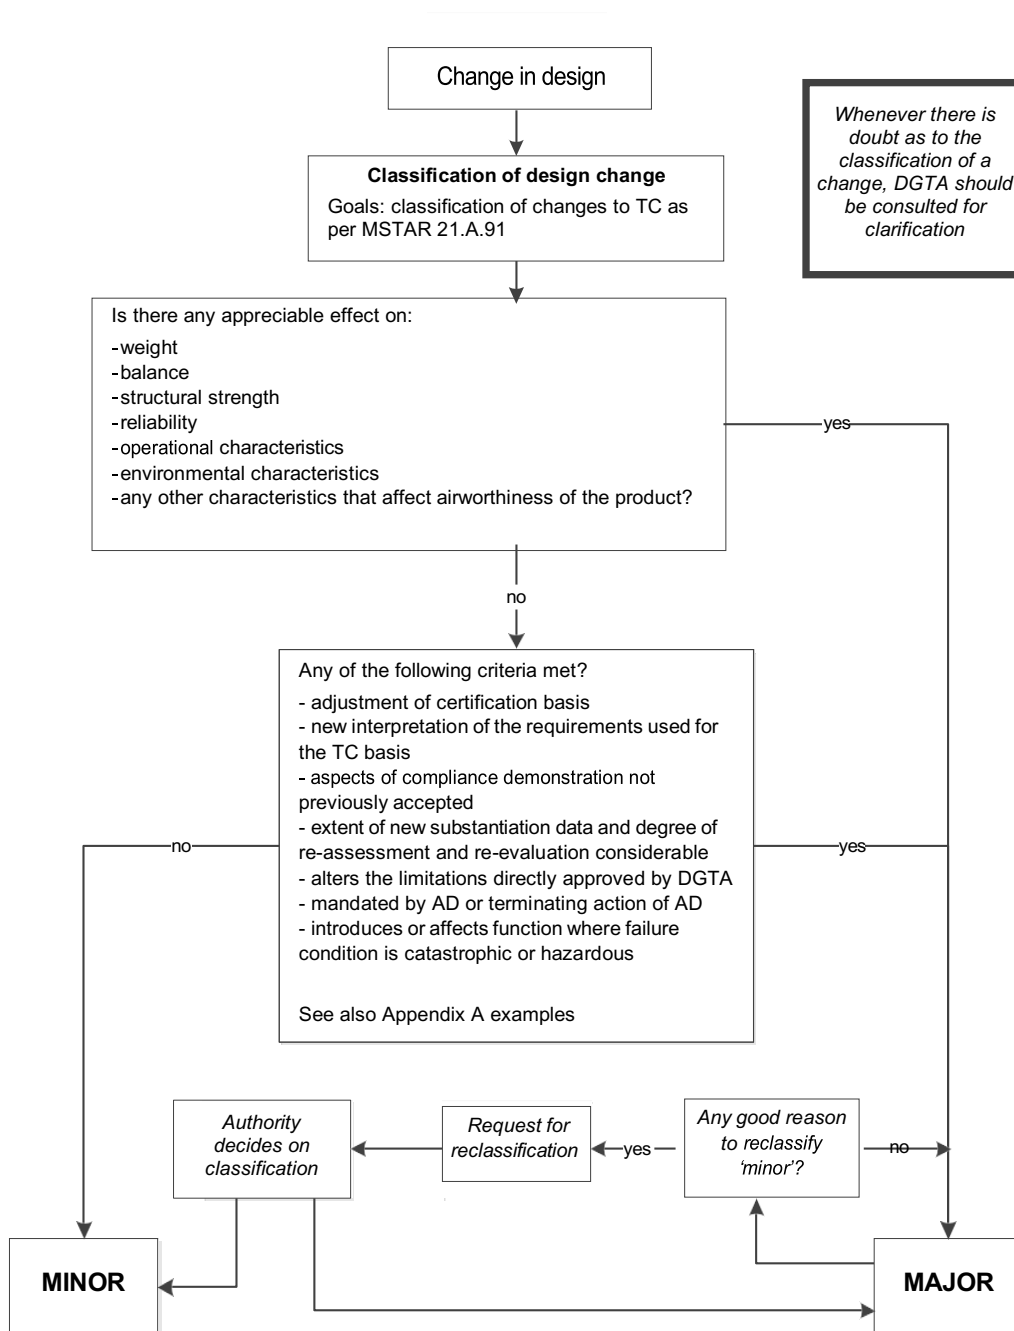 Change in design
Whenever there is
doubt as to the
classification of a
change, DGTA should
be consulted for
clarification
Classification of design change
Goals: classification of changes to TC as
per MSTAR 21.A.91
Is there any appreciable effect on:
-weight
-balance
-structural strength
-reliability
-operational characteristics
-environmental characteristics
-any other characteristics that affect airworthiness of the product?
yes
no
Any of the following criteria met?
- adjustment of certification basis
- new interpretation of the requirements used for
the TC basis
- aspects of compliance demonstration not
previously accepted
- extent of new substantiation data and degree of
re-assessment and re-evaluation considerable
- alters the limitations directly approved by DGTA
- mandated by AD or terminating action of AD
- introduces or affects function where failure
condition is catastrophic or hazardous
See also Appendix A examples
no
yes
Authority
decides on
classification
Request for
reclassification
yes
Any good reason
to reclassify
‘minor’?
no
MINOR
MAJOR